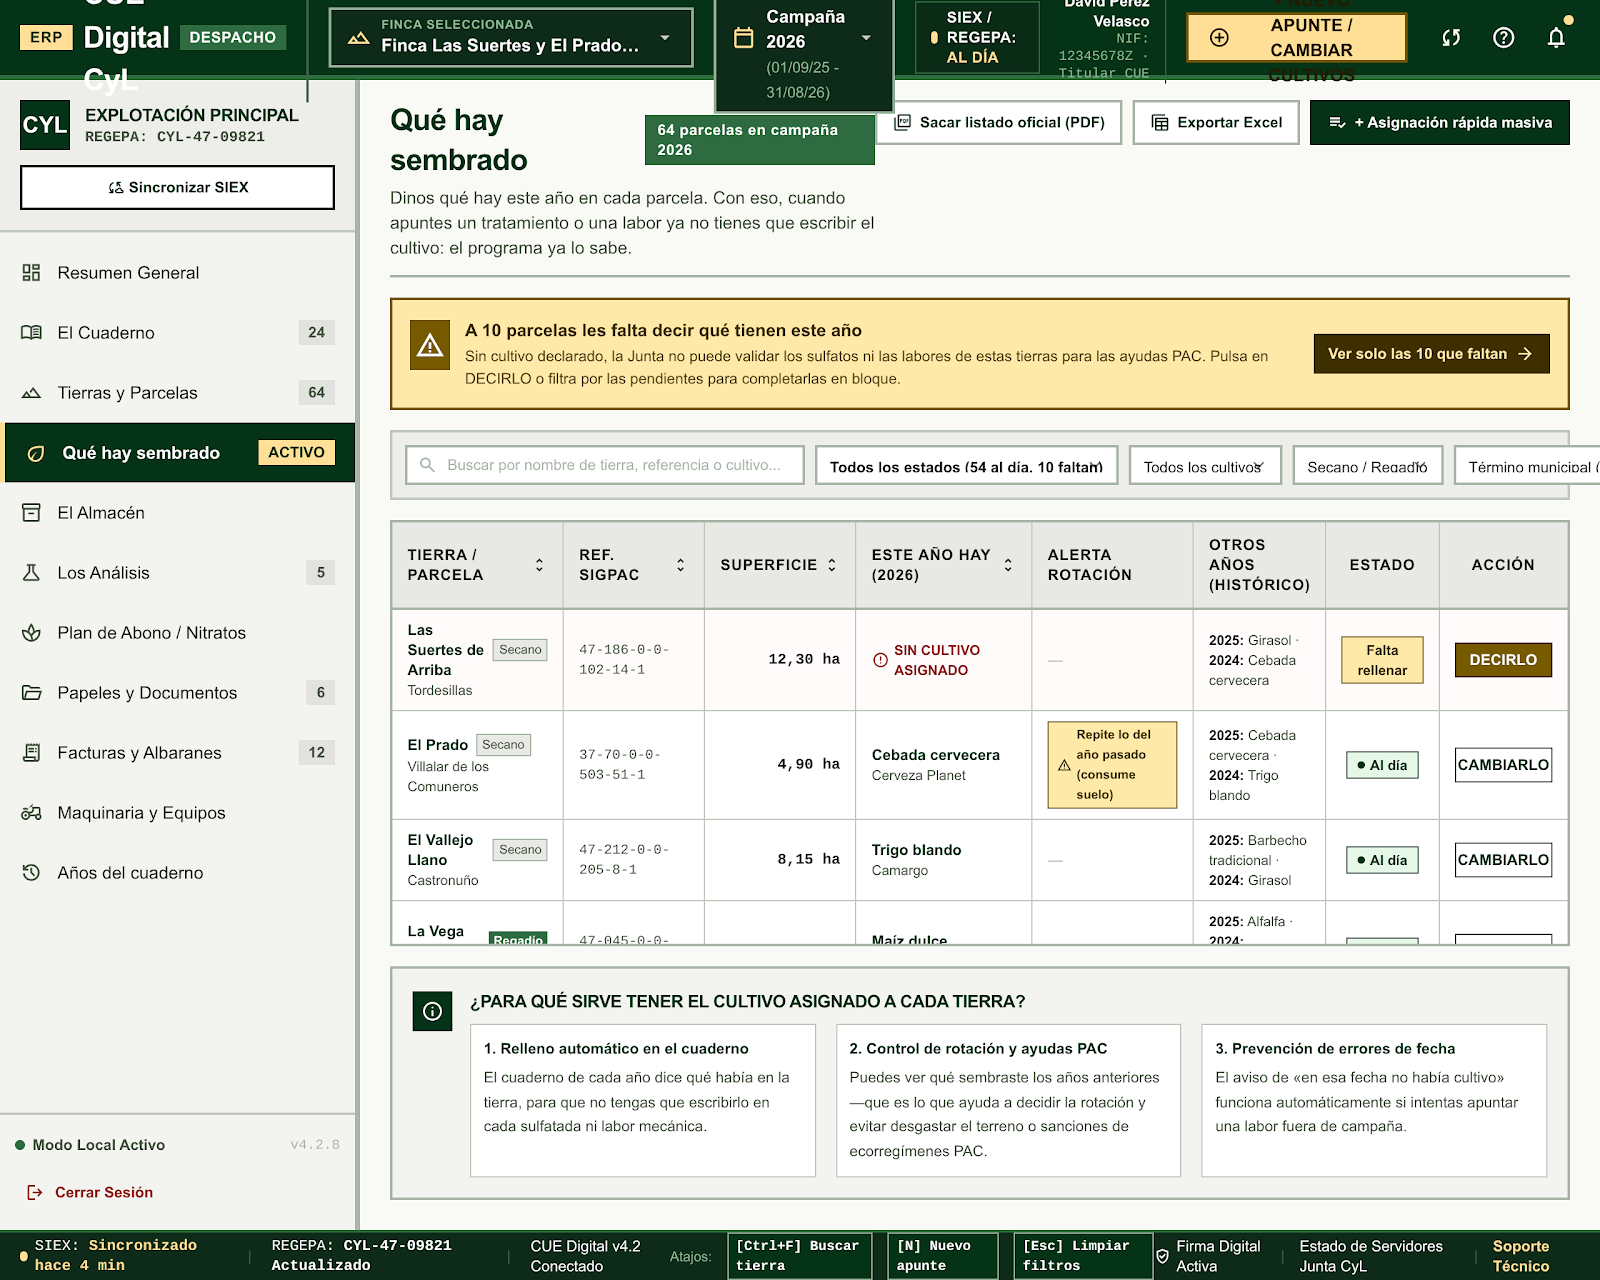 ERP
CUE
Digital
CyL
DESPACHO
FINCA SELECCIONADA
Finca Las Suertes y El Prado...
Campaña
2026
(01/09/25 -
31/08/26)
SIEX /
REGEPA:
AL DÍA
David Pérez
Velasco
NIF:
12345678Z ·
Titular CUE
+ NUEVO
APUNTE /
CAMBIAR
CULTIVOS
CYL
EXPLOTACIÓN PRINCIPAL
REGEPA: CYL-47-09821
Sincronizar SIEX
Resumen General
El Cuaderno 24
Tierras y Parcelas 64
Qué hay sembrado ACTIVO
El Almacén
Los Análisis 5
Plan de Abono / Nitratos
Papeles y Documentos 6
Facturas y Albaranes 12
Maquinaria y Equipos
Años del cuaderno
Modo Local Activo v4.2.8
Cerrar Sesión
Qué hay
sembrado
64 parcelas en campaña
2026
Dinos qué hay este año en cada parcela. Con eso, cuando
apuntes un tratamiento o una labor ya no tienes que escribir el
cultivo: el programa ya lo sabe.
Sacar listado oficial (PDF)
Exportar Excel
+ Asignación rápida masiva
A 10 parcelas les falta decir qué tienen este año
Sin cultivo declarado, la Junta no puede validar los sulfatos ni las labores de estas tierras para las ayudas PAC. Pulsa en
DECIRLO o filtra por las pendientes para completarlas en bloque.
Ver solo las 10 que faltan
Buscar por nombre de tierra, referencia o cultivo...
Todos los estados (54 al día, 10 faltan)
Todos los cultivos
Secano / Regadío
Término municipal (
TIERRA /
PARCELA
REF.
SIGPAC
SUPERFICIE
ESTE AÑO HAY
(2026)
ALERTA
ROTACIÓN
OTROS
AÑOS
(HISTÓRICO)
ESTADO
ACCIÓN
Las
Suertes de
Arriba
Secano
Tordesillas
47-186-0-0-
102-14-1
12,30 ha
SIN CULTIVO
ASIGNADO
—
2025: Girasol ·
2024: Cebada
cervecera
Falta
rellenar
DECIRLO
El Prado Secano
Villalar de los
Comuneros
37-70-0-0-
503-51-1
4,90 ha
Cebada cervecera
Cerveza Planet
Repite lo del
año pasado
(consume
suelo)
2025: Cebada
cervecera ·
2024: Trigo
blando
Al día
CAMBIARLO
El Vallejo
Llano
Secano
Castronuño
47-212-0-0-
205-8-1
8,15 ha
Trigo blando
Camargo
—
2025: Barbecho
tradicional ·
2024: Girasol
Al día
CAMBIARLO
La Vega
Regadío
47-045-0-0-
Maíz dulce
2025: Alfalfa ·
2024:
¿PARA QUÉ SIRVE TENER EL CULTIVO ASIGNADO A CADA TIERRA?
1. Relleno automático en el cuaderno
El cuaderno de cada año dice qué había en la
tierra, para que no tengas que escribirlo en
cada sulfatada ni labor mecánica.
2. Control de rotación y ayudas PAC
Puedes ver qué sembraste los años anteriores
—que es lo que ayuda a decidir la rotación y
evitar desgastar el terreno o sanciones de
ecorregímenes PAC.
3. Prevención de errores de fecha
El aviso de «en esa fecha no había cultivo»
funciona automáticamente si intentas apuntar
una labor fuera de campaña.
SIEX: Sincronizado
hace 4 min
REGEPA: CYL-47-09821
Actualizado
CUE Digital v4.2
Conectado
Atajos:
[Ctrl+F] Buscar
tierra
[N] Nuevo
apunte
[Esc] Limpiar
filtros
Firma Digital
Activa
Estado de Servidores
Junta CyL
Soporte
Técnico